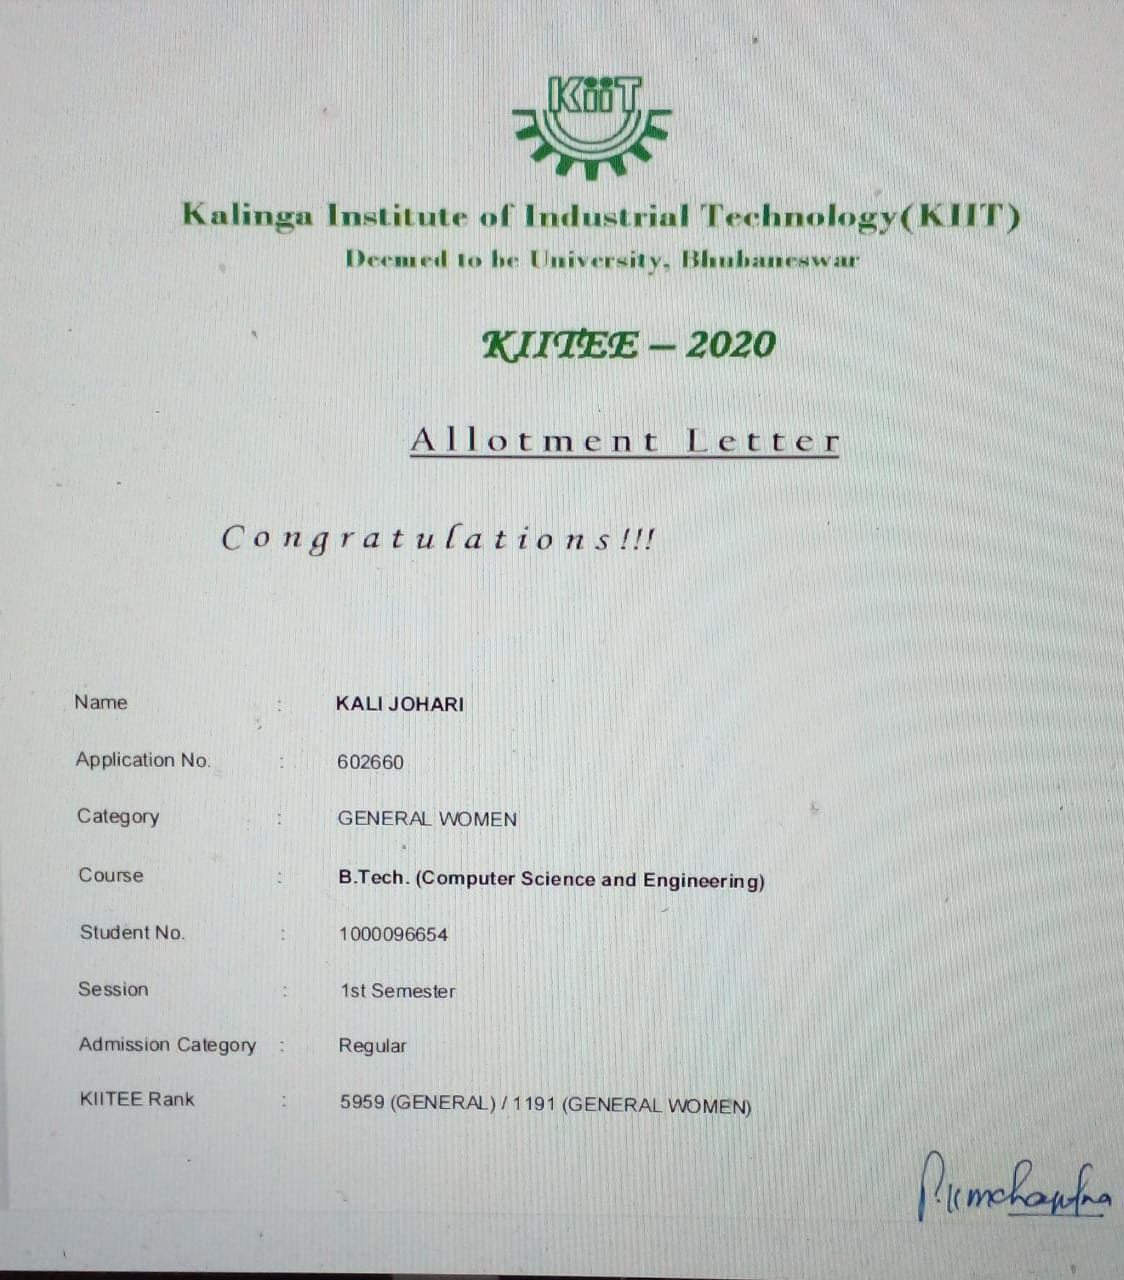 KiiT
Kalinga Institute of Industrial Technology(KIIT)
Deemed to be University, Bhubaneswar
KIITEE – 2020
Allotment Letter
Congratulations!!!
Name : KALI JOHARI
Application No. : 602660
Category : GENERAL WOMEN
Course : B.Tech. (Computer Science and Engineering)
Student No. : 1000096654
Session : 1st Semester
Admission Category : Regular
KIITEE Rank : 5959 (GENERAL) / 1191 (GENERAL WOMEN)